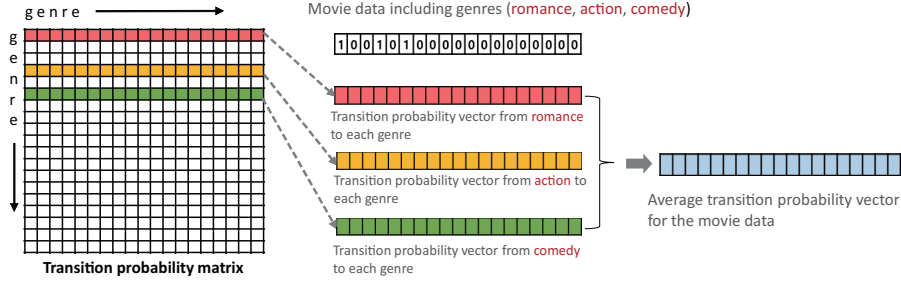 genre
Movie data including genres (romance, action, comedy)
1001010000000000000
genre
Transition probability vector from romance
to each genre
Transition probability vector from action to
each genre
Average transition probability vector
for the movie data
Transition probability vector from comedy
to each genre
Transition probability matrix